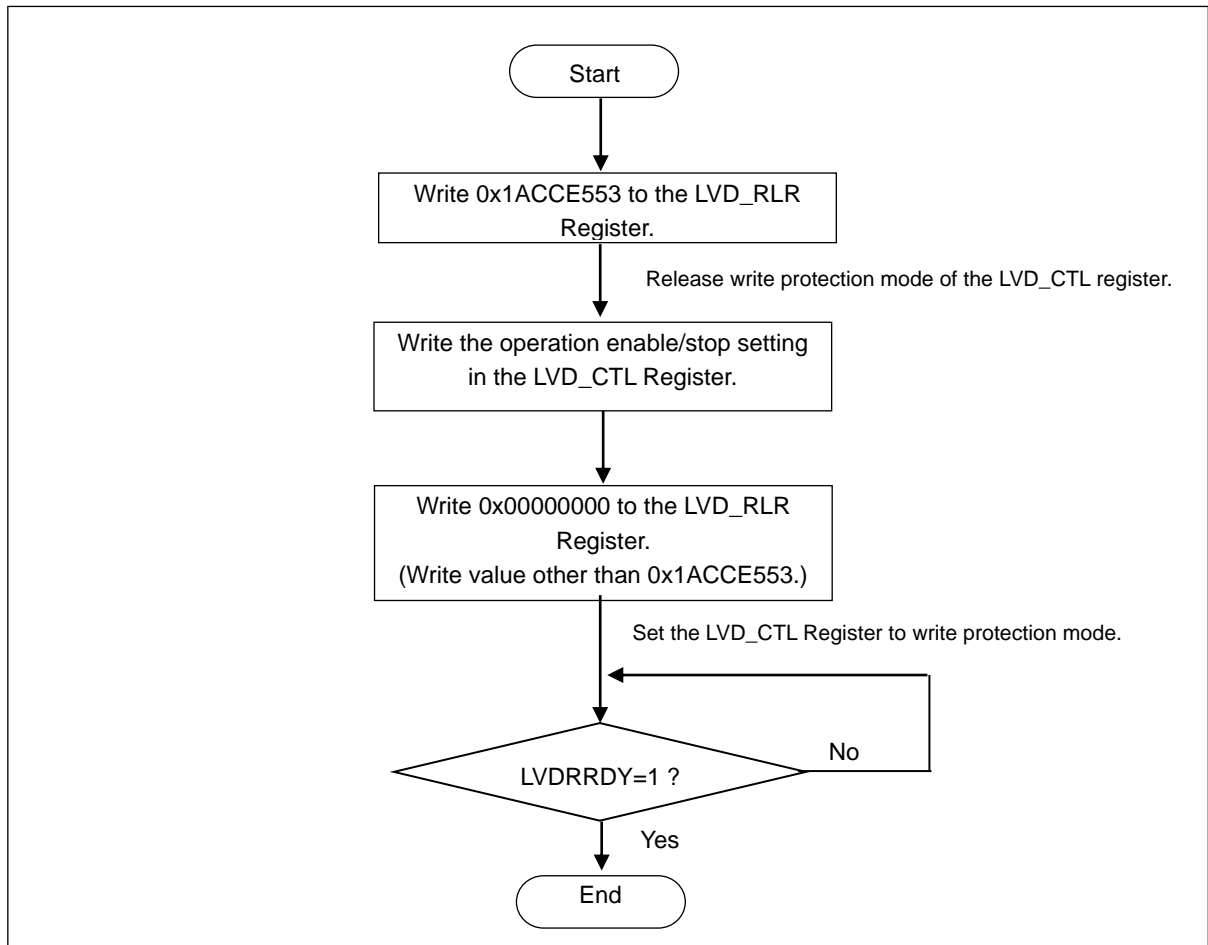 Start
Write 0x1ACCE553 to the LVD_RLR
Register.
Release write protection mode of the LVD_CTL register.
Write the operation enable/stop setting
in the LVD_CTL Register.
Write 0x00000000 to the LVD_RLR
Register.
(Write value other than 0x1ACCE553.)
Set the LVD_CTL Register to write protection mode.
No
LVDRRDY=1 ?
Yes
End